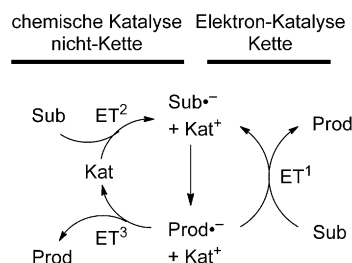 chemische Katalyse
nicht-Kette
Elektron-Katalyse
Kette
Sub
ET²
Sub•⁻
+ Kat⁺
Prod
Kat
ET¹
ET³
Prod•⁻
+ Kat⁺
Sub
Prod